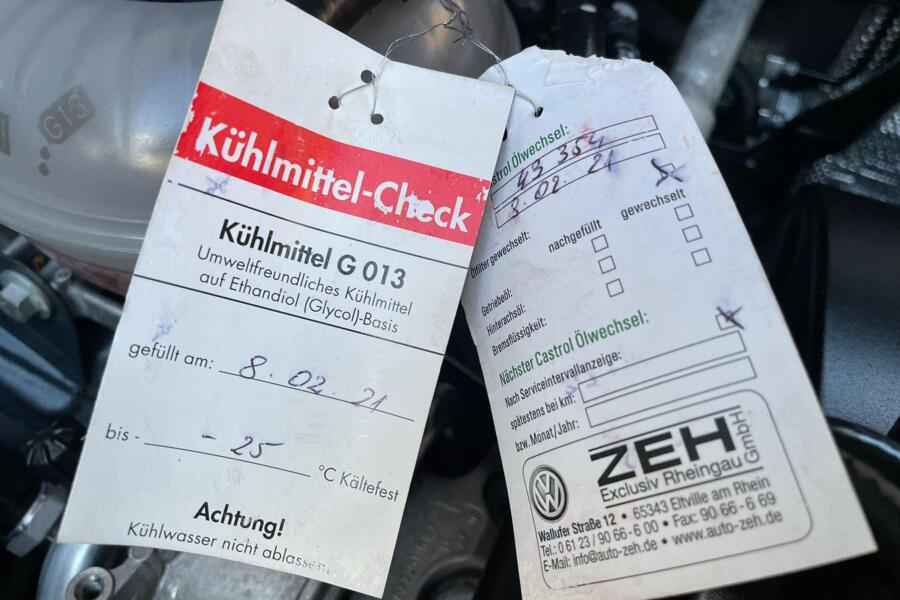 G13
Kühlmittel-Check
Kühlmittel G 013
Umweltfreundliches Kühlmittel
auf Ethandiol (Glycol)-Basis
gefüllt am: 8.02.21
bis - -25 °C Kältefest
Achtung!
Kühlwasser nicht ablassen
strol Ölwechsel:
43 354
8.02.21
Ölfilter gewechselt:
nachgefüllt gewechselt
Getriebeöl:
Hinterachsöl:
Bremsflüssigkeit:
Nächster Castrol Ölwechsel:
Nach Serviceintervallanzeige:
spätestens bei km:
bzw. Monat/Jahr:
ZEH GmbH
Exclusiv Rheingau
Wallufer Straße 12 • 65343 Eltville am Rhein
Tel.: 0 61 23 / 90 66-6 00 • Fax: 90 66-6 69
E-Mail: info@auto-zeh.de • www.auto-zeh.de